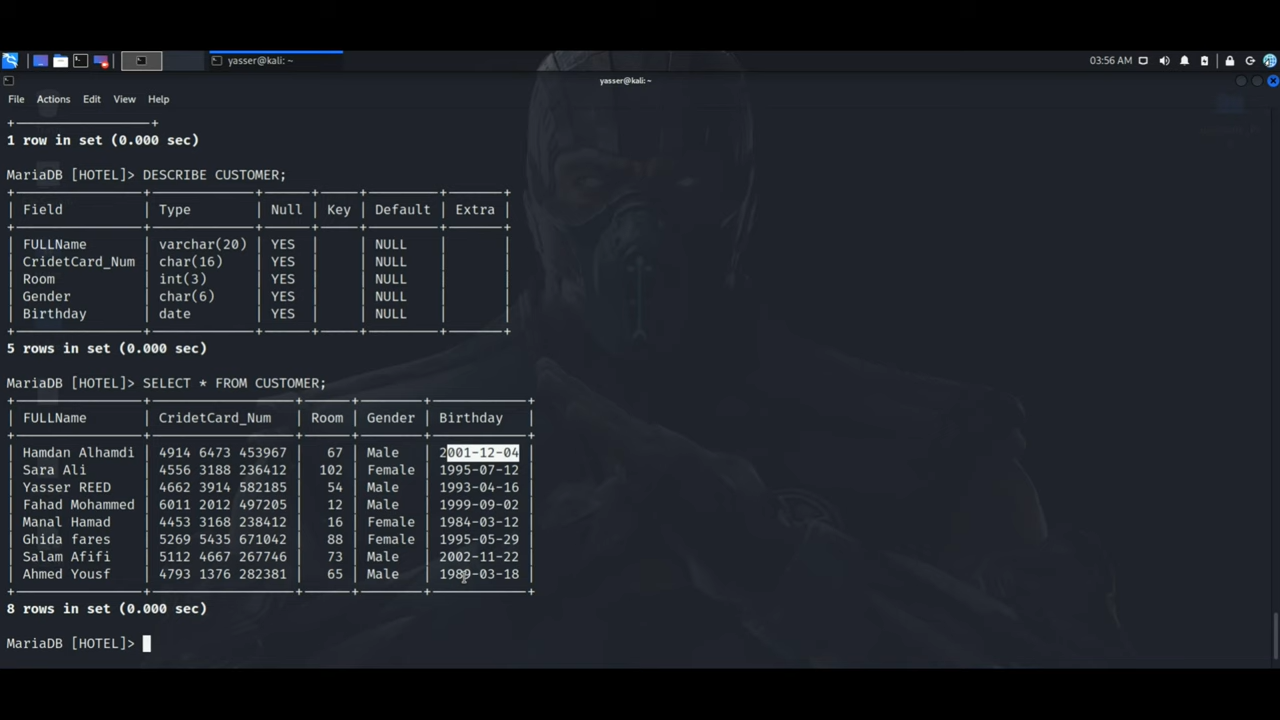 yasser@kali: ~
03:56 AM
yasser@kali: ~
File Actions Edit View Help
+-----------------+
1 row in set (0.000 sec)
MariaDB [HOTEL]> DESCRIBE CUSTOMER;
+----------------+-------------+------+-----+---------+-------+
| Field | Type | Null | Key | Default | Extra |
+----------------+-------------+------+-----+---------+-------+
| FULLName | varchar(20) | YES | | NULL | |
| CridetCard_Num | char(16) | YES | | NULL | |
| Room | int(3) | YES | | NULL | |
| Gender | char(6) | YES | | NULL | |
| Birthday | date | YES | | NULL | |
+----------------+-------------+------+-----+---------+-------+
5 rows in set (0.000 sec)
MariaDB [HOTEL]> SELECT * FROM CUSTOMER;
+----------------+------------------+------+--------+------------+
| FULLName | CridetCard_Num | Room | Gender | Birthday |
+----------------+------------------+------+--------+------------+
| Hamdan Alhamdi | 4914 6473 453967 | 67 | Male | 2001-12-04 |
| Sara Ali | 4556 3188 236412 | 102 | Female | 1995-07-12 |
| Yasser REED | 4662 3914 582185 | 54 | Male | 1993-04-16 |
| Fahad Mohammed | 6011 2012 497205 | 12 | Male | 1999-09-02 |
| Manal Hamad | 4453 3168 238412 | 16 | Female | 1984-03-12 |
| Ghida fares | 5269 5435 671042 | 88 | Female | 1995-05-29 |
| Salam Afifi | 5112 4667 267746 | 73 | Male | 2002-11-22 |
| Ahmed Yousf | 4793 1376 282381 | 65 | Male | 1989-03-18 |
+----------------+------------------+------+--------+------------+
8 rows in set (0.000 sec)
MariaDB [HOTEL]>